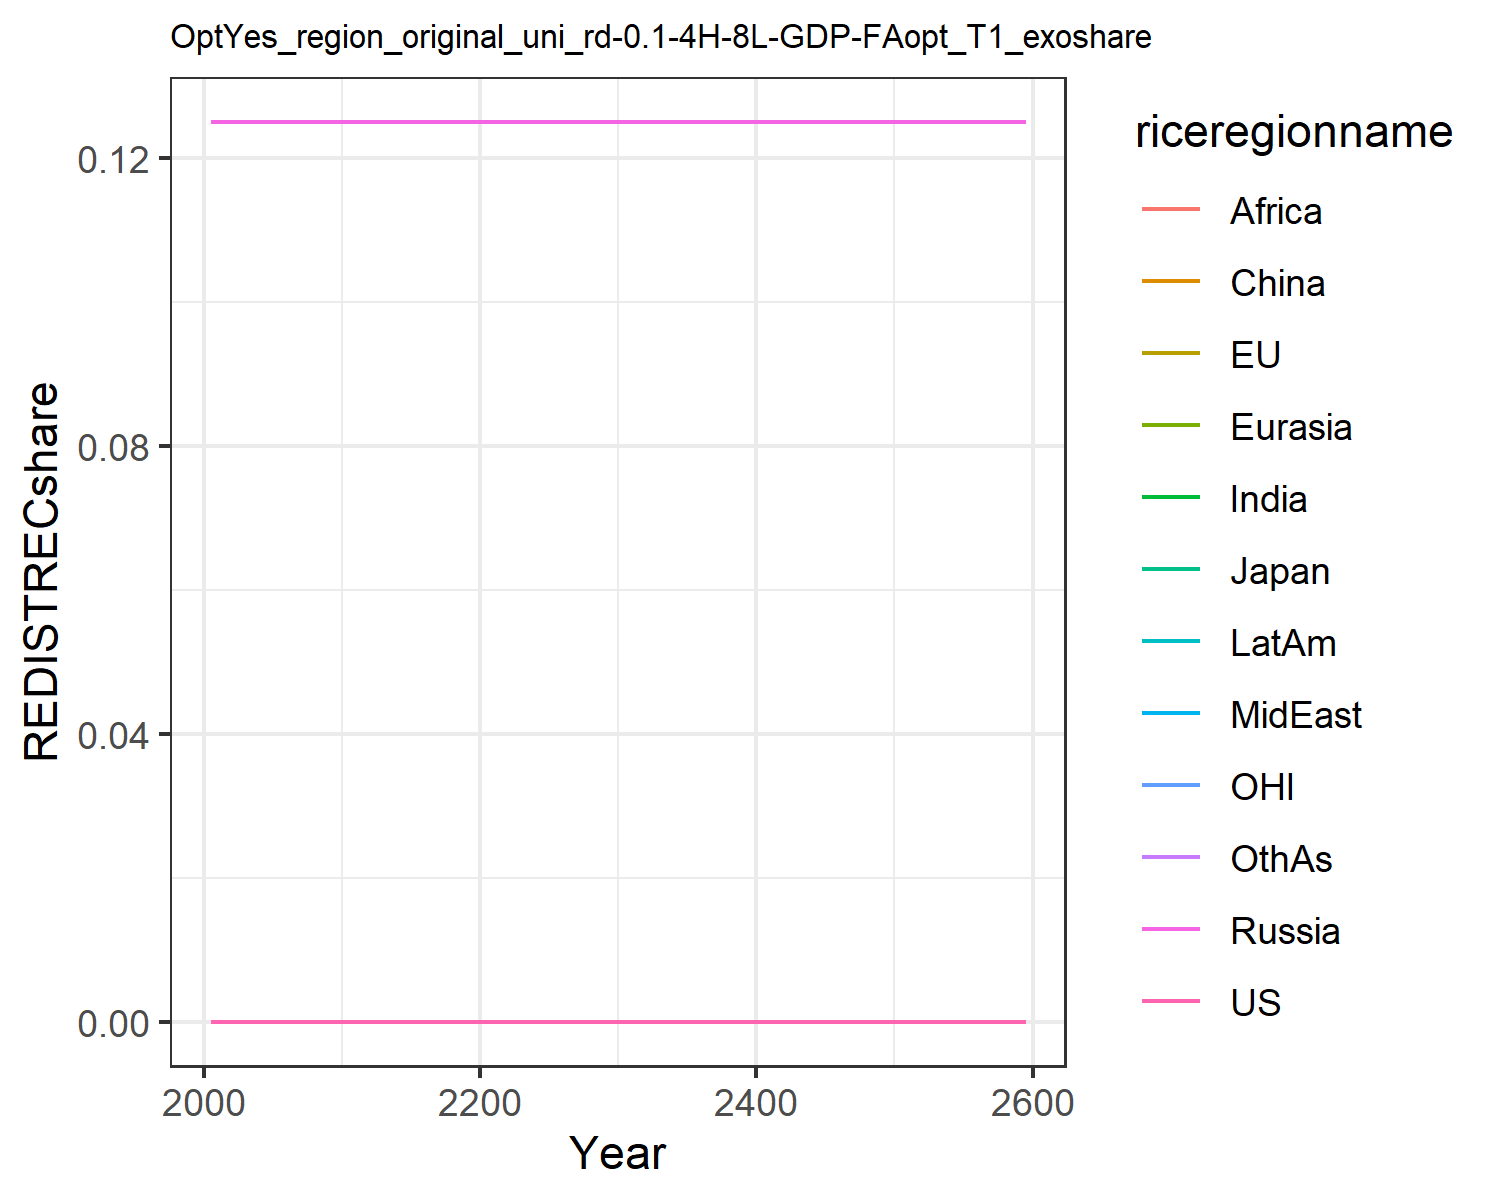 OptYes_region_original_uni_rd-0.1-4H-8L-GDP-FAopt_T1_exoshare
REDISTRECshare
0.12
0.08
0.04
0.00
2000 2200 2400 2600
Year
riceregionname
Africa
China
EU
Eurasia
India
Japan
LatAm
MidEast
OHI
OthAs
Russia
US